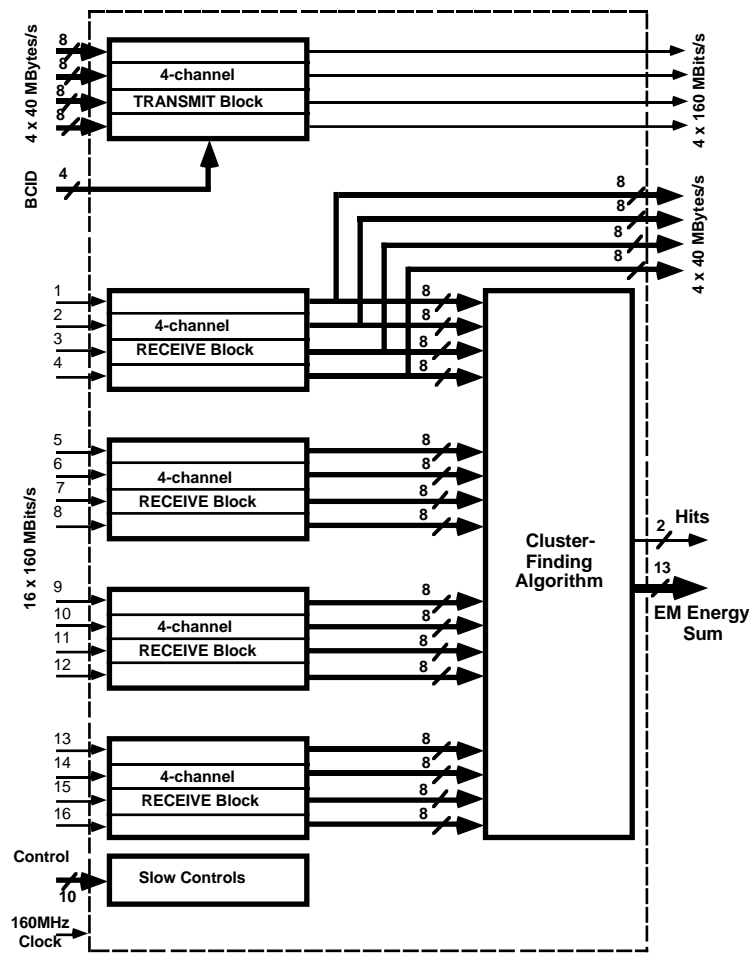 4 x 40 MBytes/s
8
8
8
8
4-channel
TRANSMIT Block
4 x 160 MBits/s
BCID
4
8
8
8
8
4 x 40 MBytes/s
16 x 160 MBits/s
1
2
3
4
4-channel
RECEIVE Block
8
8
8
8
5
6
7
8
4-channel
RECEIVE Block
8
8
8
8
9
10
11
12
4-channel
RECEIVE Block
8
8
8
8
13
14
15
16
4-channel
RECEIVE Block
8
8
8
8
Cluster-
Finding
Algorithm
2
Hits
13
EM Energy
Sum
Control
10
Slow Controls
160MHz
Clock